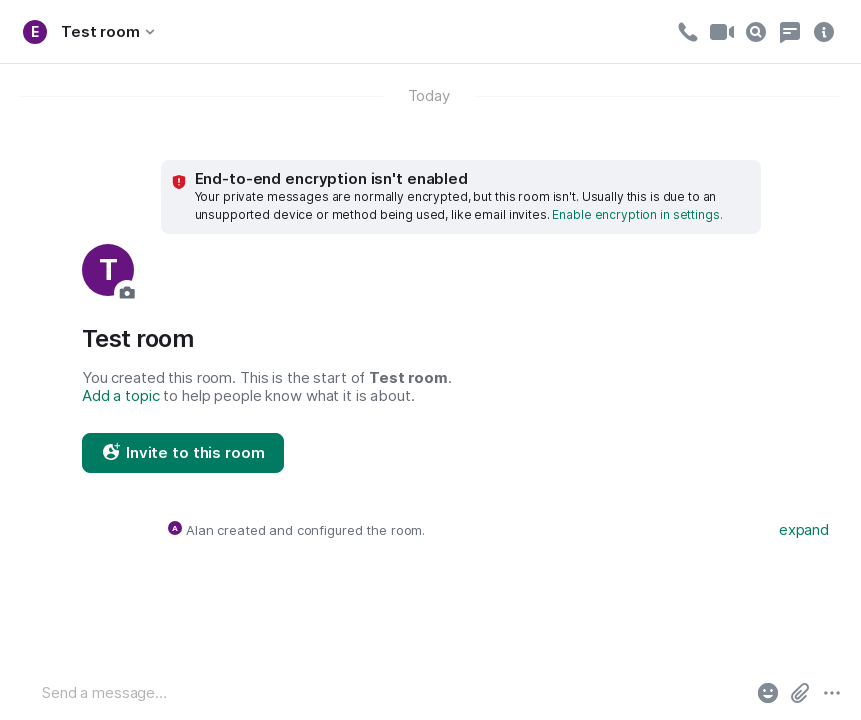 E Test room
Today
End-to-end encryption isn't enabled
Your private messages are normally encrypted, but this room isn't. Usually this is due to an
unsupported device or method being used, like email invites. Enable encryption in settings.
T
Test room
You created this room. This is the start of Test room.
Add a topic to help people know what it is about.
Invite to this room
A Alan created and configured the room. expand
Send a message…